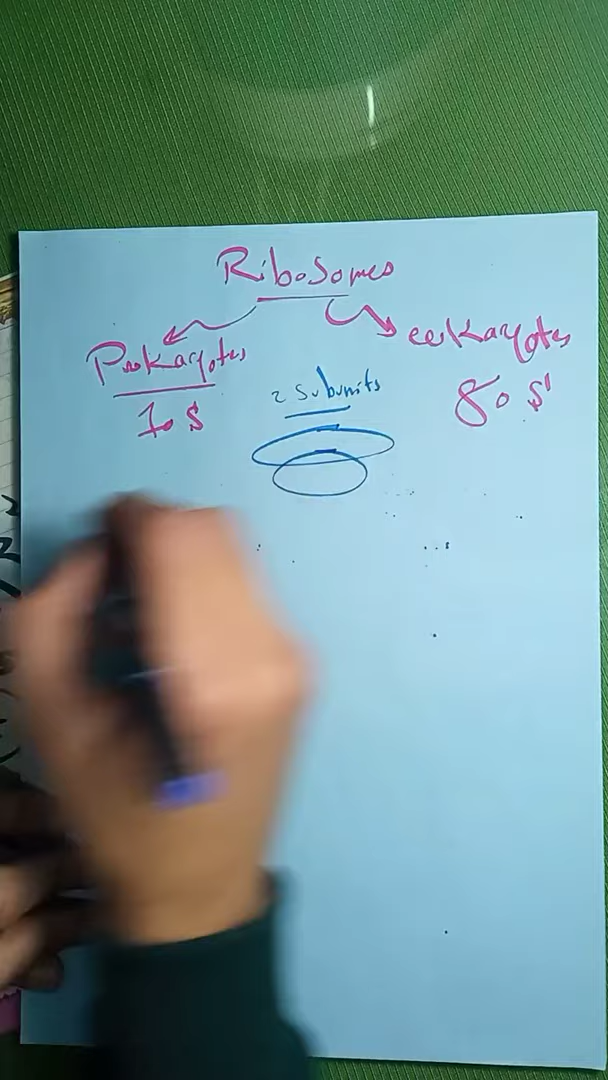 Ribosomes
Prokaryotes
eukaryotes
2 subunits
70 S
80 S